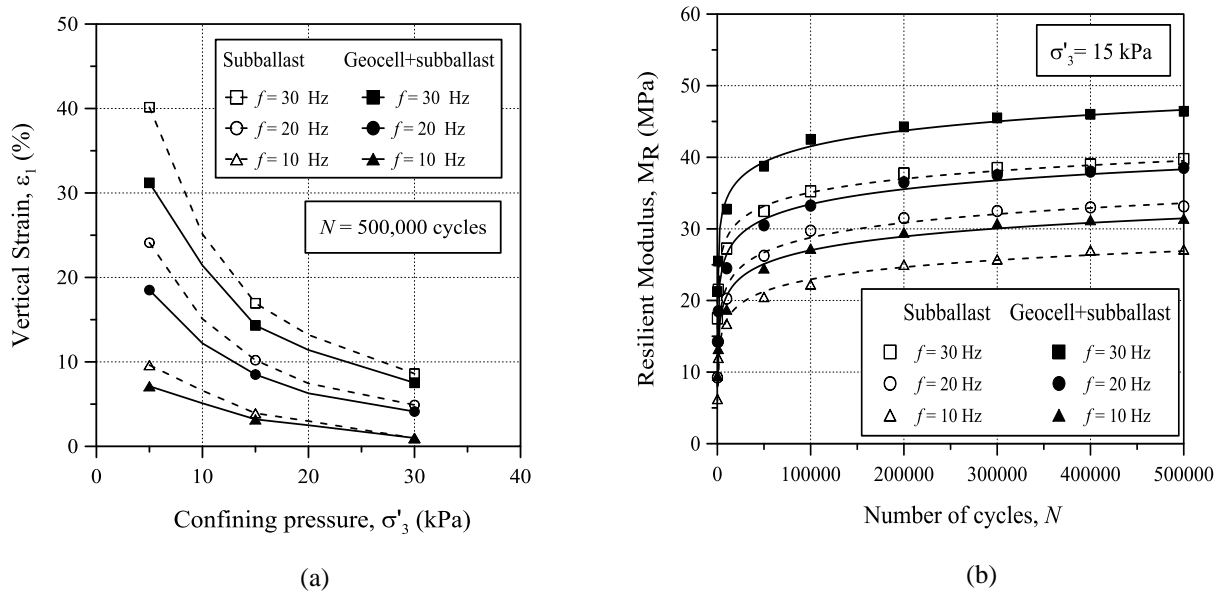 50
40
30
20
10
0
Vertical Strain, ε₁ (%)
Subballast Geocell+subballast
f = 30 Hz f = 30 Hz
f = 20 Hz f = 20 Hz
f = 10 Hz f = 10 Hz
N = 500,000 cycles
0 10 20 30 40
Confining pressure, σ'₃ (kPa)
(a)
60
50
40
30
20
10
0
Resilient Modulus, MR (MPa)
σ'₃= 15 kPa
Subballast Geocell+subballast
f = 30 Hz f = 30 Hz
f = 20 Hz f = 20 Hz
f = 10 Hz f = 10 Hz
0 100000 200000 300000 400000 500000
Number of cycles, N
(b)